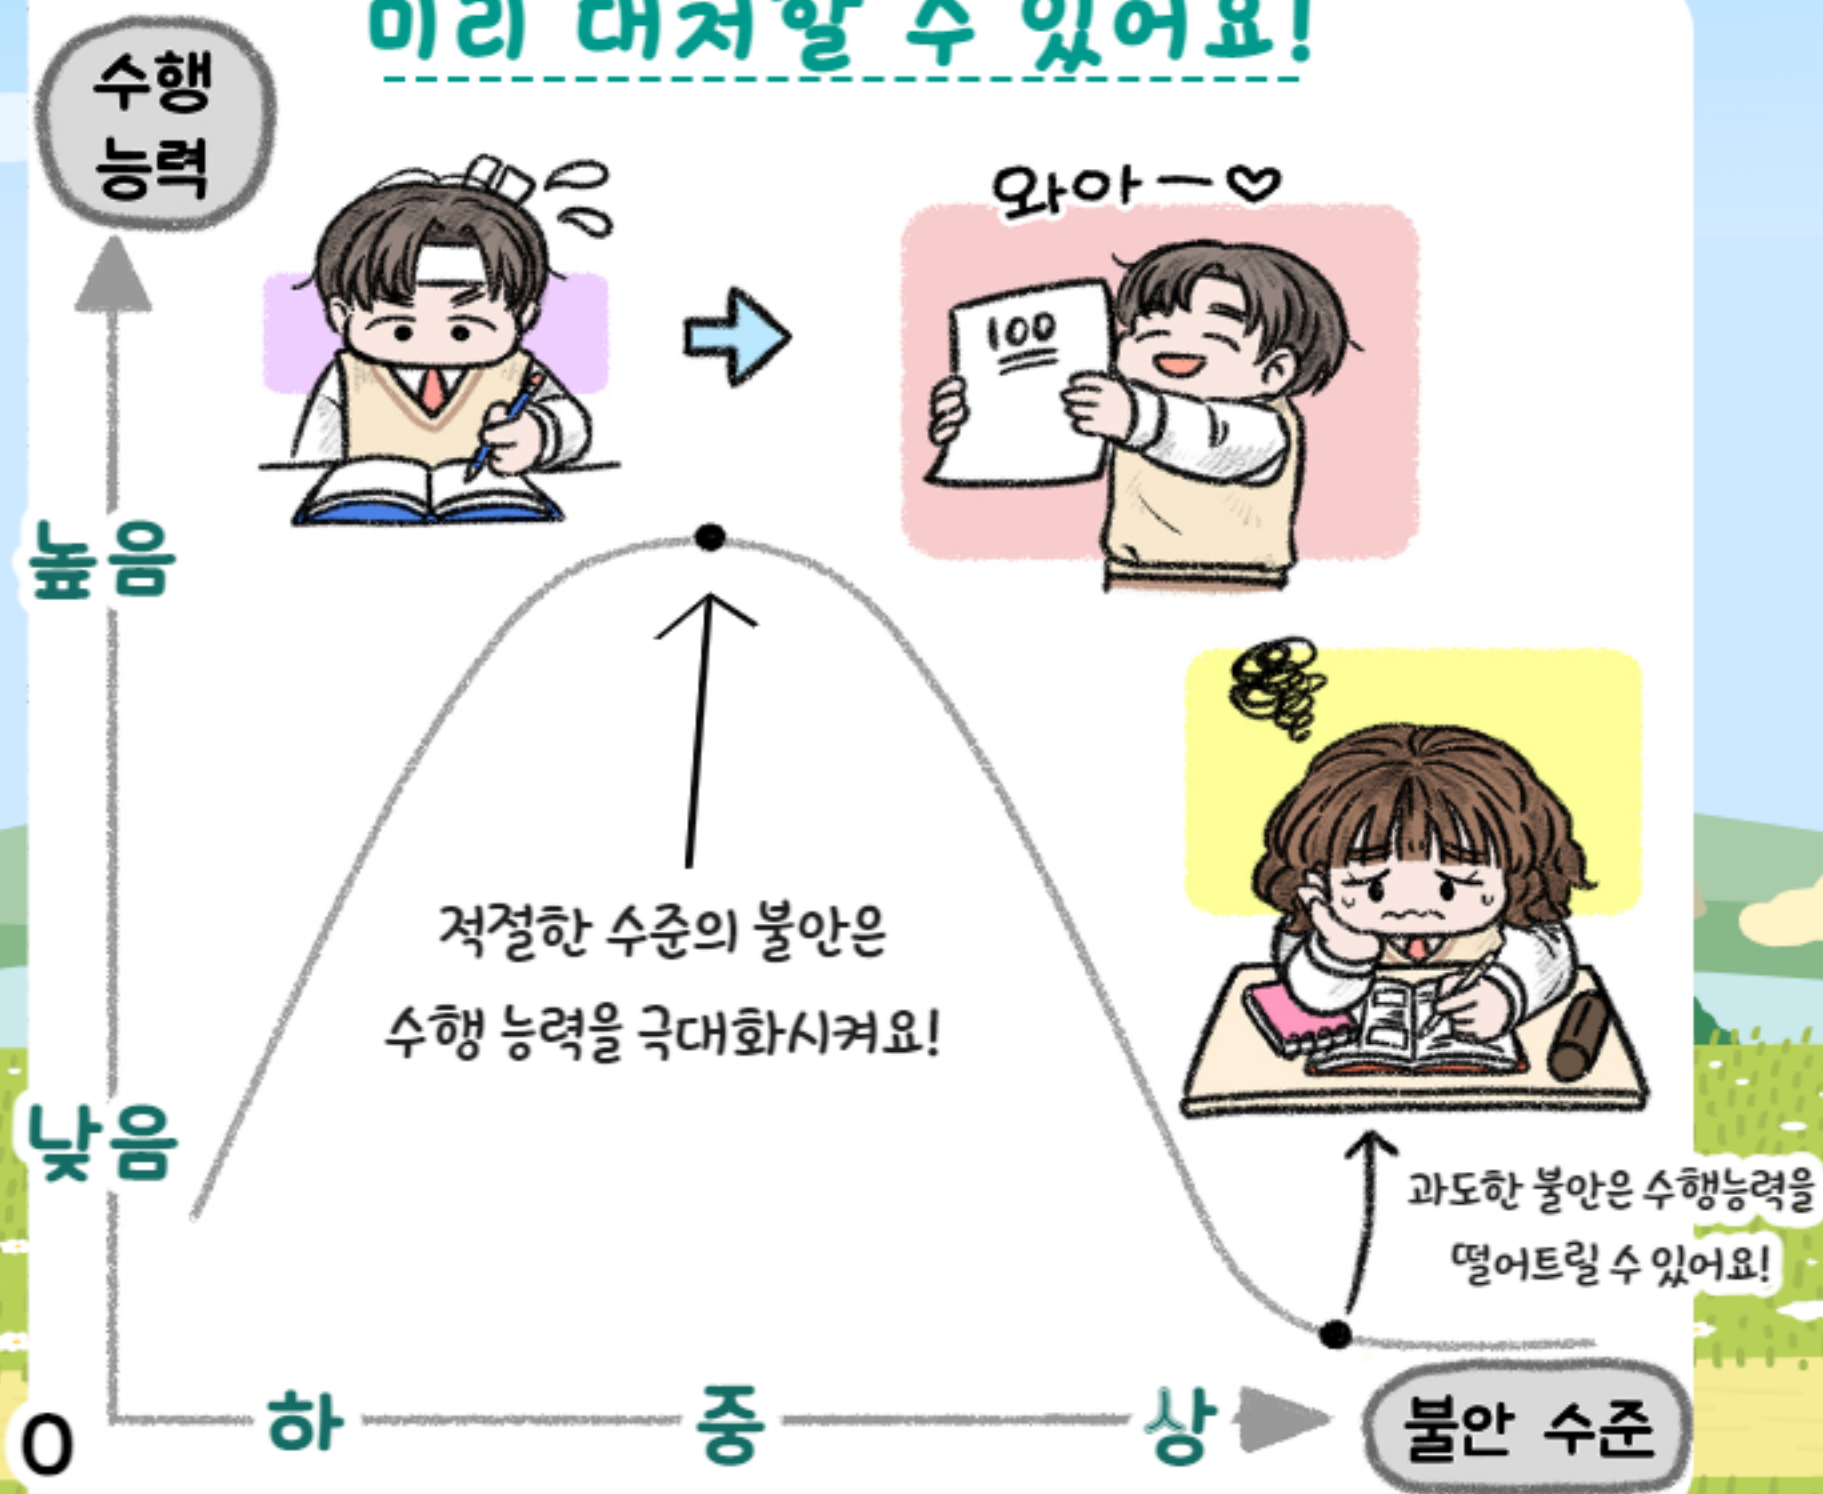 미리 대처할 수 있어요!
수행
능력
와아-♡
100
높음
적절한 수준의 불안은
수행 능력을 극대화시켜요!
낮음
과도한 불안은 수행능력을
떨어트릴 수 있어요!
0
하
중
상
불안 수준